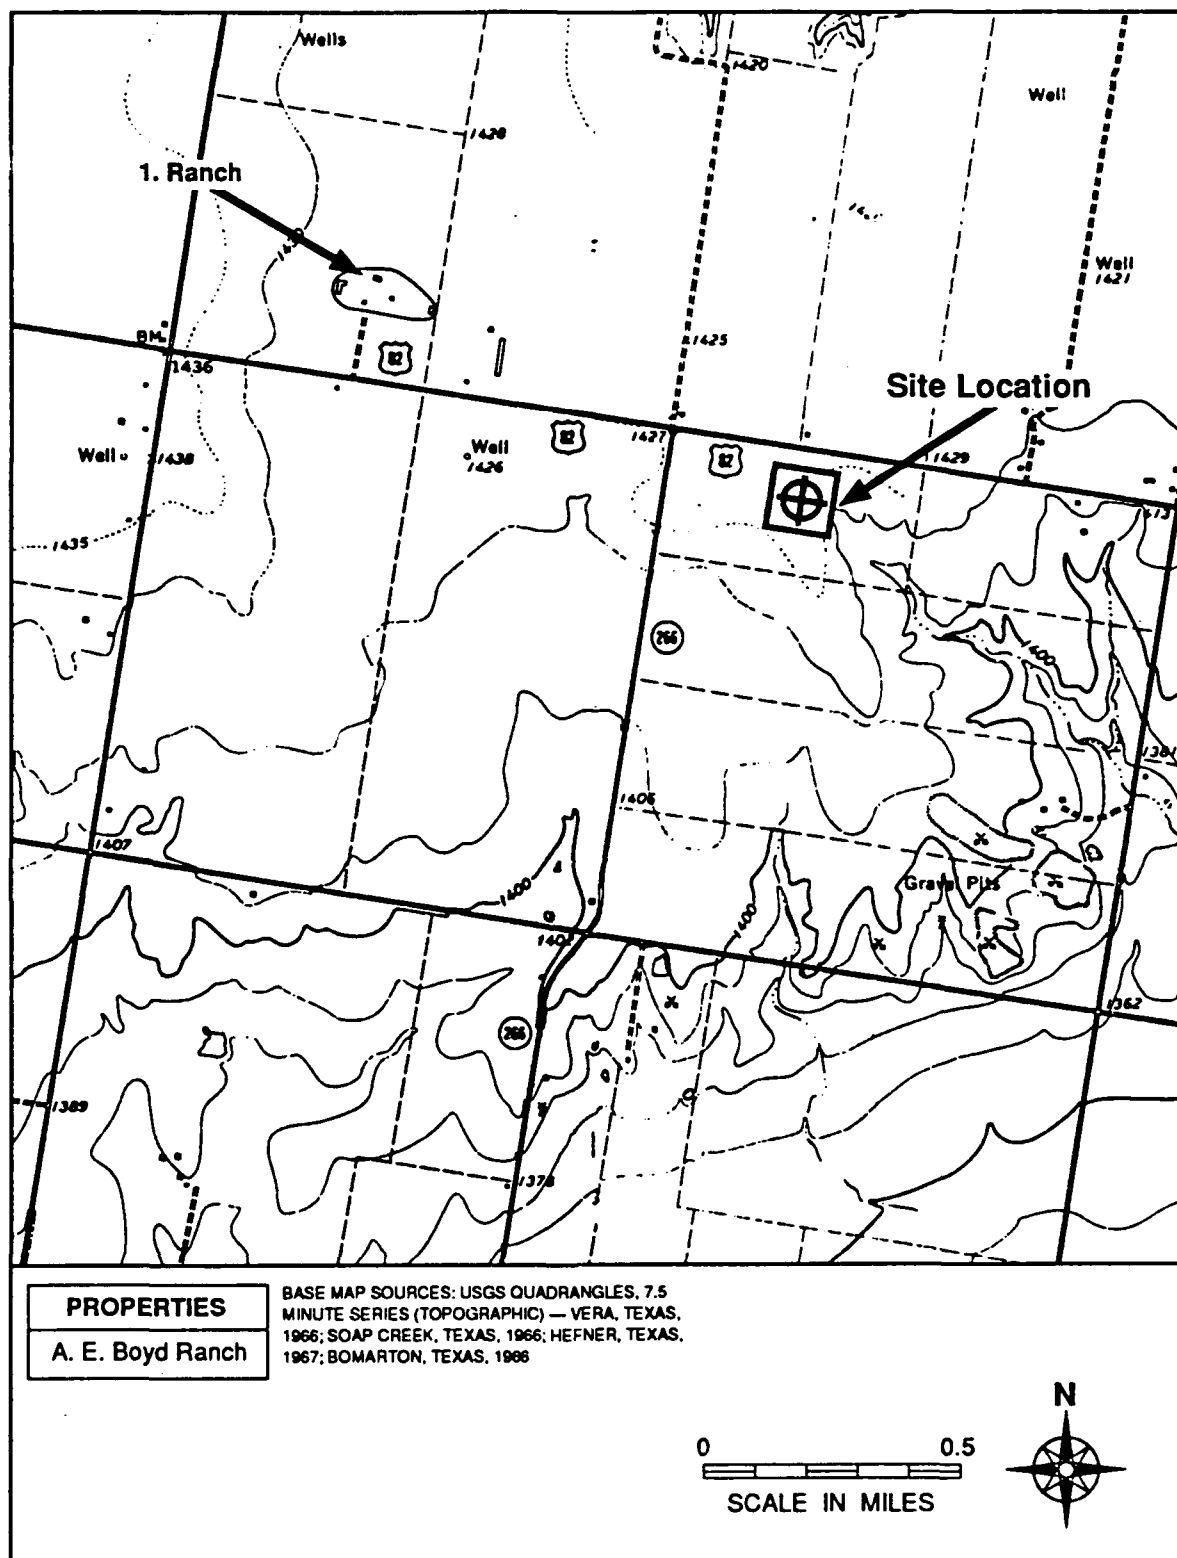 Wells
1420
Well
1428
1. Ranch
1430
Well
1421
1425
BM
1436
82
Site Location
1427
82
82
1429
Well
1438
Well
1426
1435
266
1400
1381
1406
1407
1400
Gravel Pits
1400
1362
266
1389
1378
PROPERTIES
A. E. Boyd Ranch
BASE MAP SOURCES: USGS QUADRANGLES, 7.5
MINUTE SERIES (TOPOGRAPHIC) — VERA, TEXAS,
1966; SOAP CREEK, TEXAS, 1966; HEFNER, TEXAS,
1967; BOMARTON, TEXAS, 1966
N
0 0.5
SCALE IN MILES